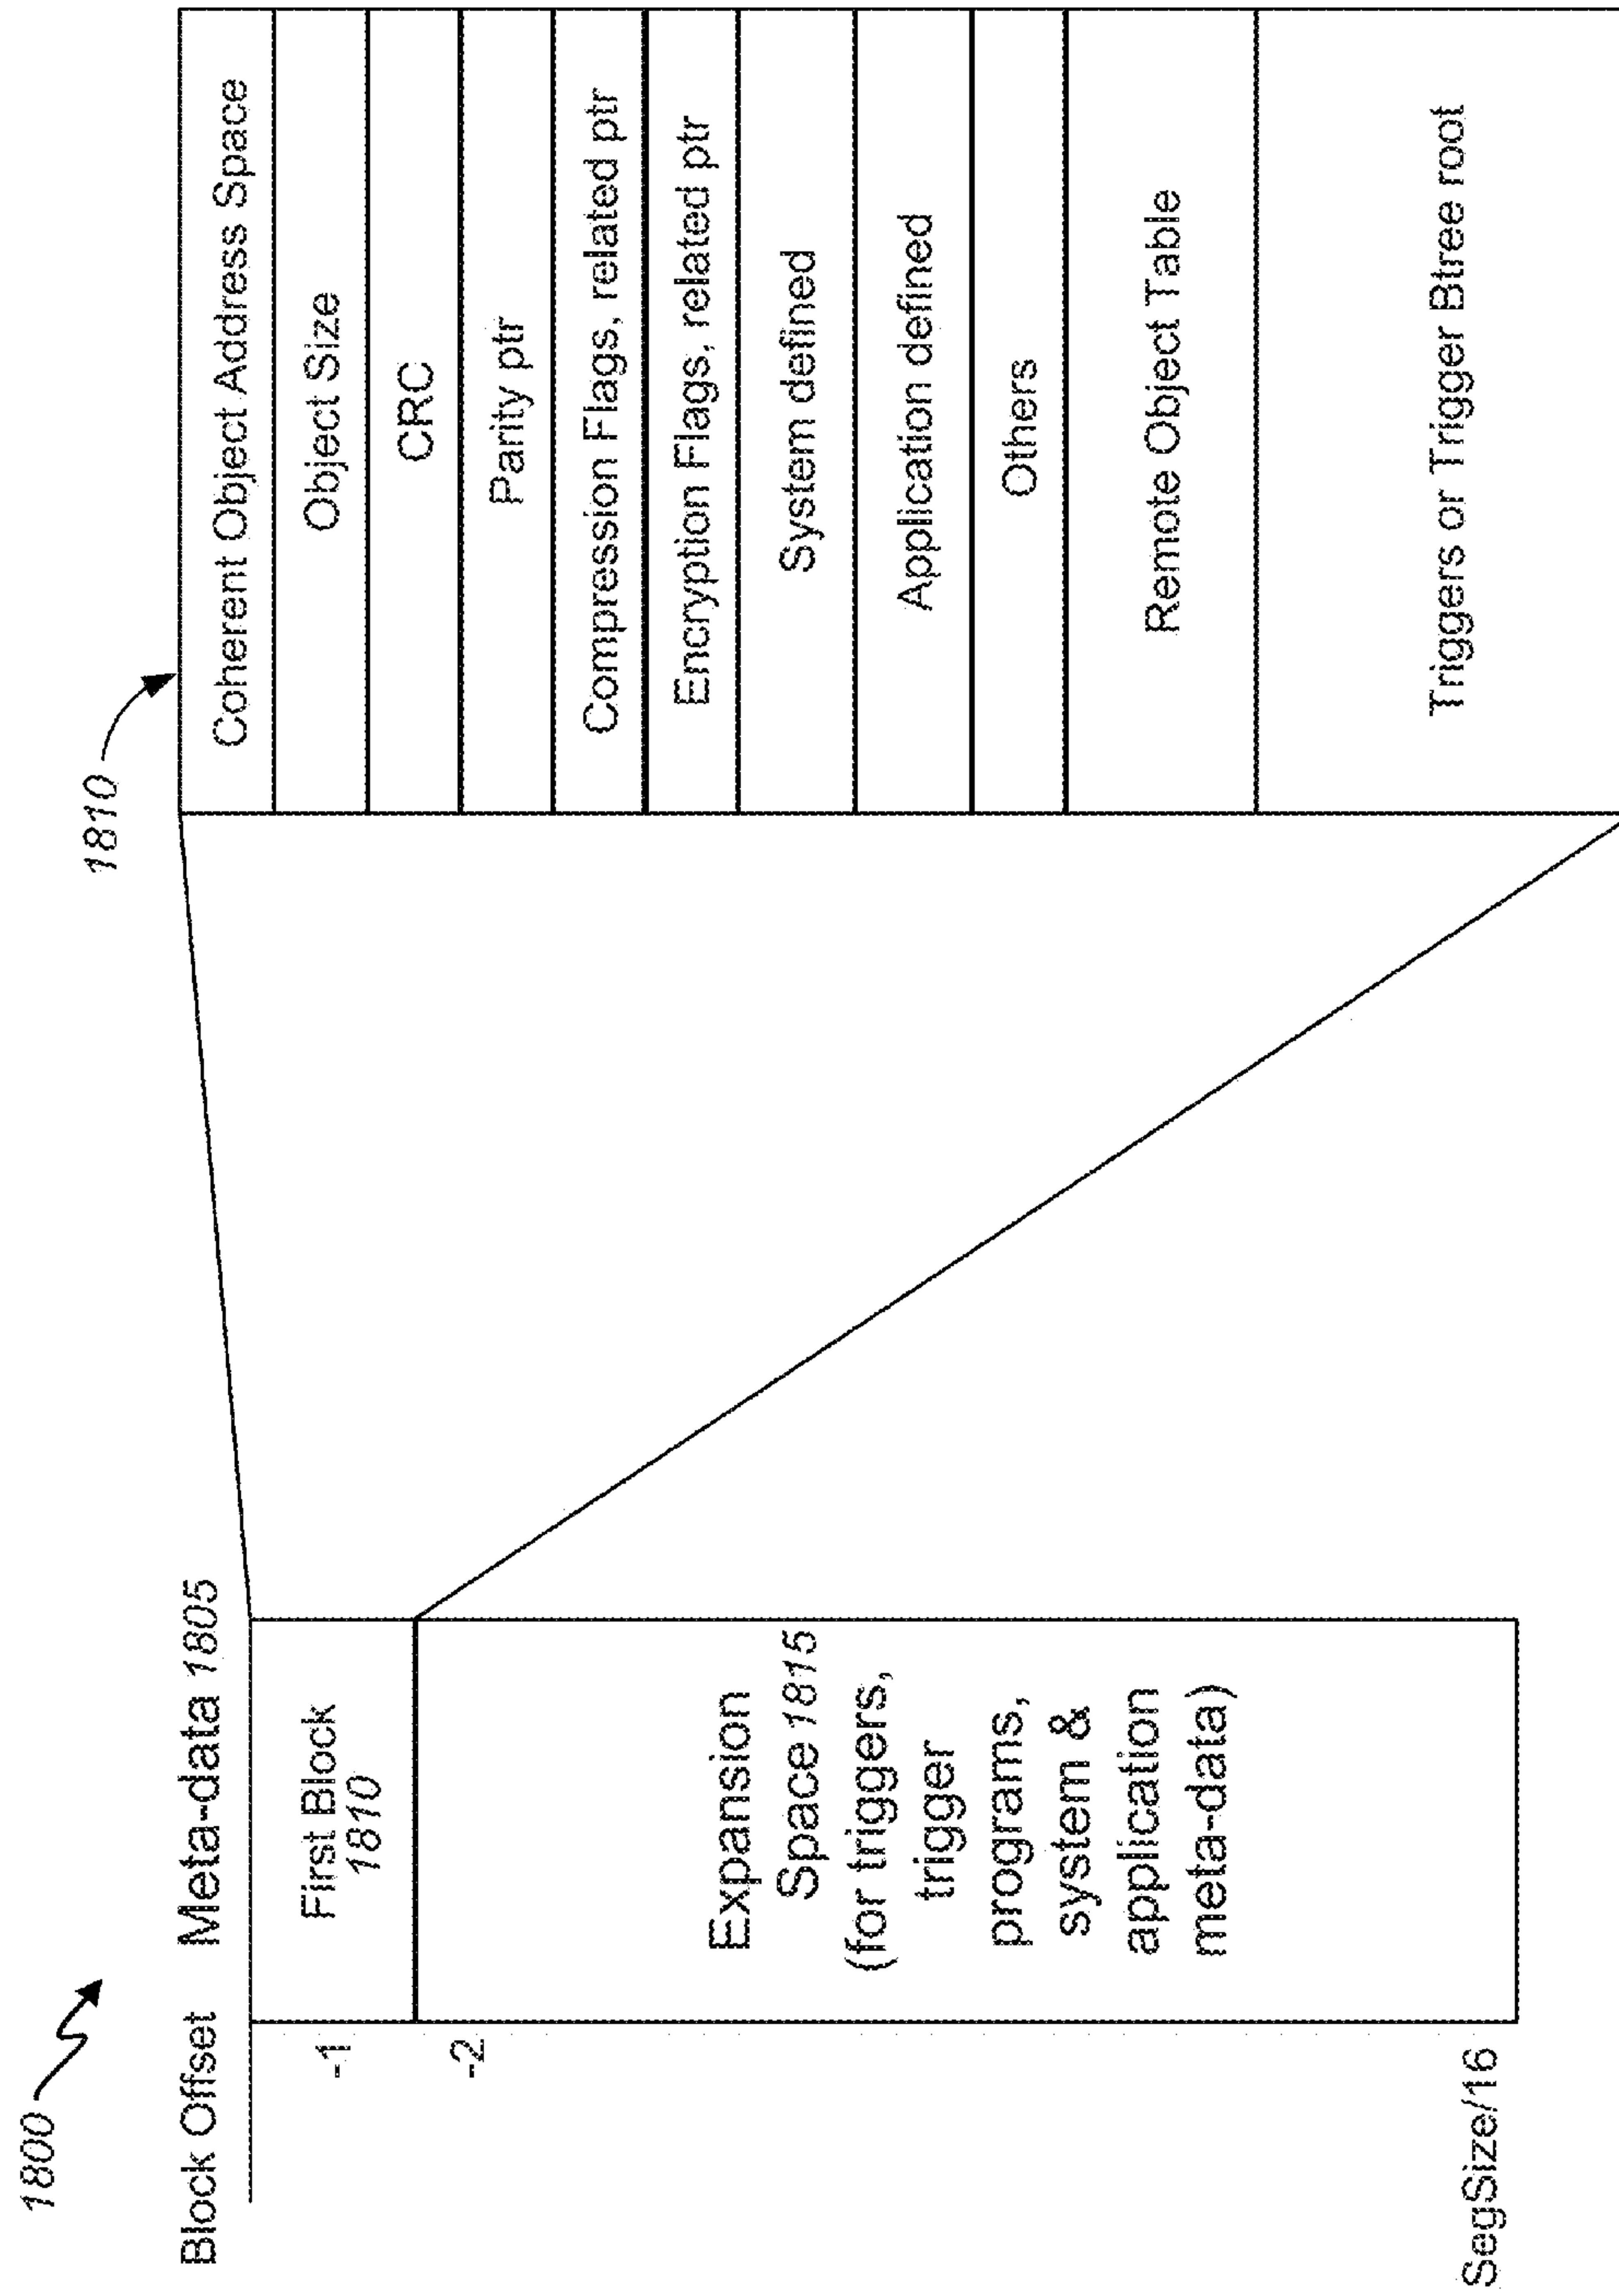 1800
Block Offset
Meta-data 1805
-1
First Block
1810
-2
Expansion
Space 1815
(for triggers,
trigger
programs,
system &
application
meta-data)
SegSize/16
1810
Coherent Object Address Space
Object Size
CRC
Parity ptr
Compression Flags, related ptr
Encryption Flags, related ptr
System defined
Application defined
Others
Remote Object Table
Triggers or Trigger Btree root